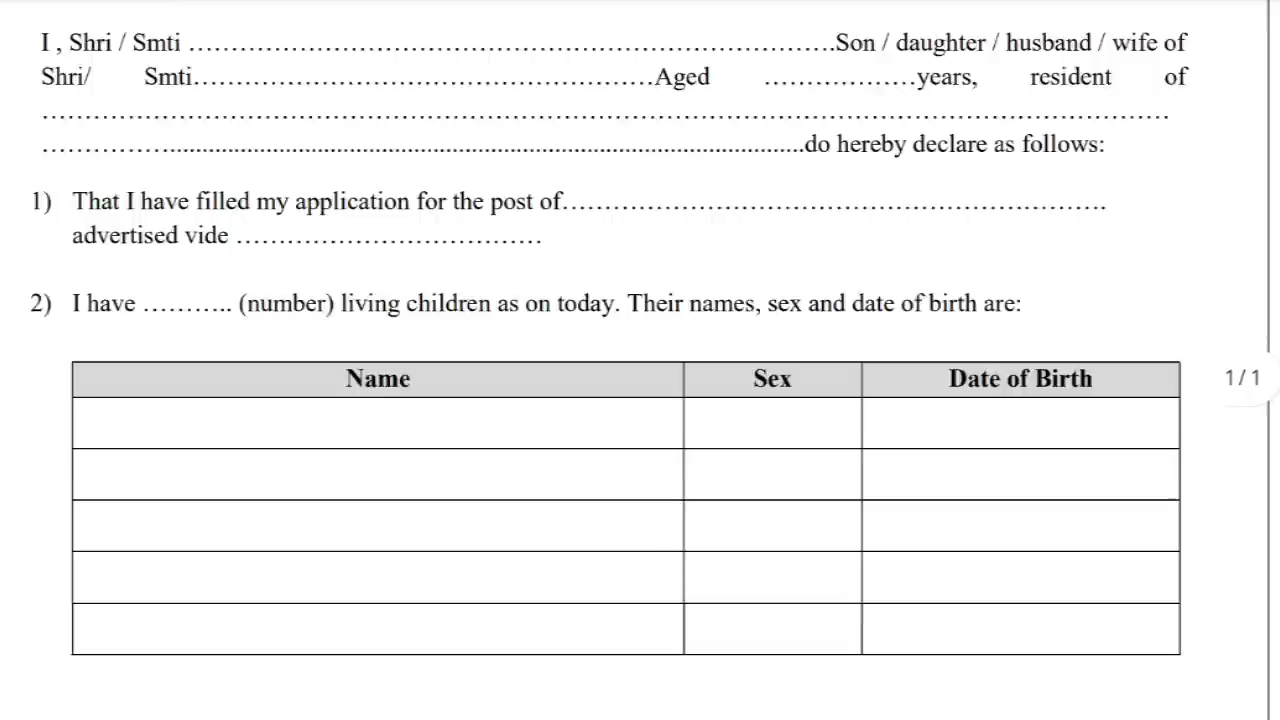 I , Shri / Smti ……………………………………………………………………Son / daughter / husband / wife of
Shri/ Smti………………………………………………Aged ………………years, resident of
………………………………………………………………………………………………………………………
……………..........................................................................................................do hereby declare as follows:
1) That I have filled my application for the post of…………………………………………………………
advertised vide ………………………………
2) I have ……….. (number) living children as on today. Their names, sex and date of birth are:
Name Sex Date of Birth
1 / 1